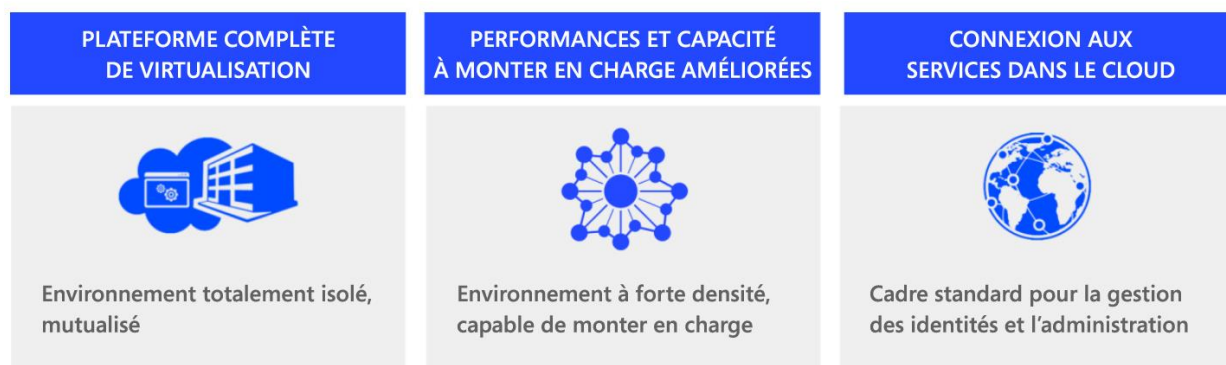 PLATEFORME COMPLÈTE
DE VIRTUALISATION
Environnement totalement isolé,
mutualisé
PERFORMANCES ET CAPACITÉ
À MONTER EN CHARGE AMÉLIORÉES
Environnement à forte densité,
capable de monter en charge
CONNEXION AUX
SERVICES DANS LE CLOUD
Cadre standard pour la gestion
des identités et l’administration